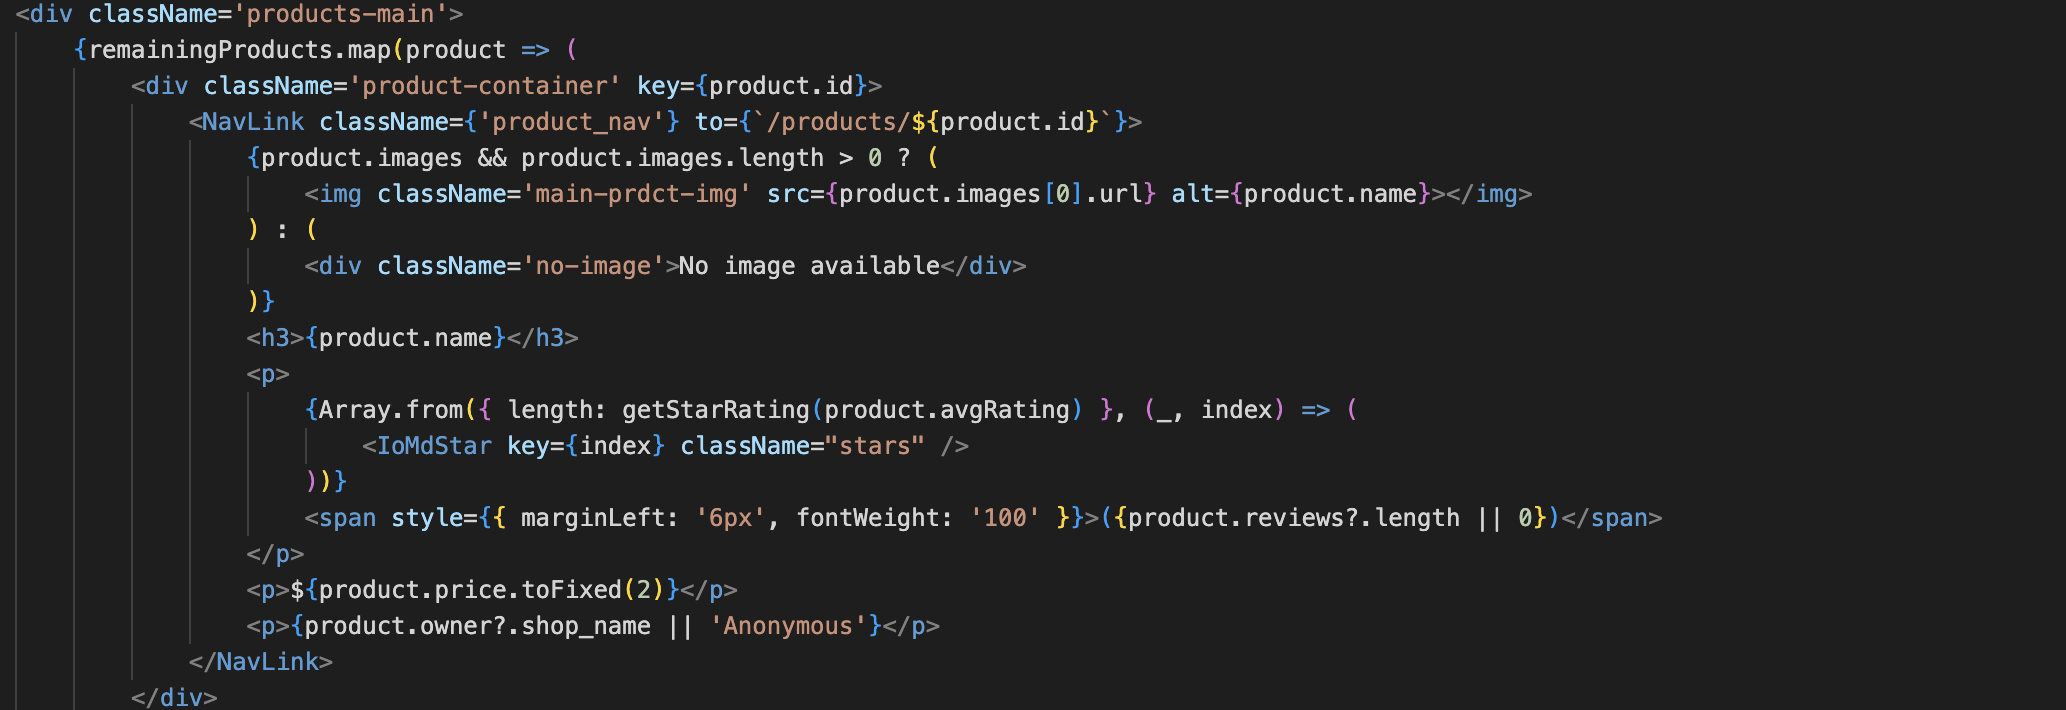 <div className='products-main'>
{remainingProducts.map(product => (
<div className='product-container' key={product.id}>
<NavLink className={'product_nav'} to={`/products/${product.id}`}>
{product.images && product.images.length > 0 ? (
<img className='main-prdct-img' src={product.images[0].url} alt={product.name}></img>
) : (
<div className='no-image'>No image available</div>
)}
<h3>{product.name}</h3>
<p>
{Array.from({ length: getStarRating(product.avgRating) }, (_, index) => (
<IoMdStar key={index} className="stars" />
))}
<span style={{ marginLeft: '6px', fontWeight: '100' }}>({product.reviews?.length || 0})</span>
</p>
<p>${product.price.toFixed(2)}</p>
<p>{product.owner?.shop_name || 'Anonymous'}</p>
</NavLink>
</div>